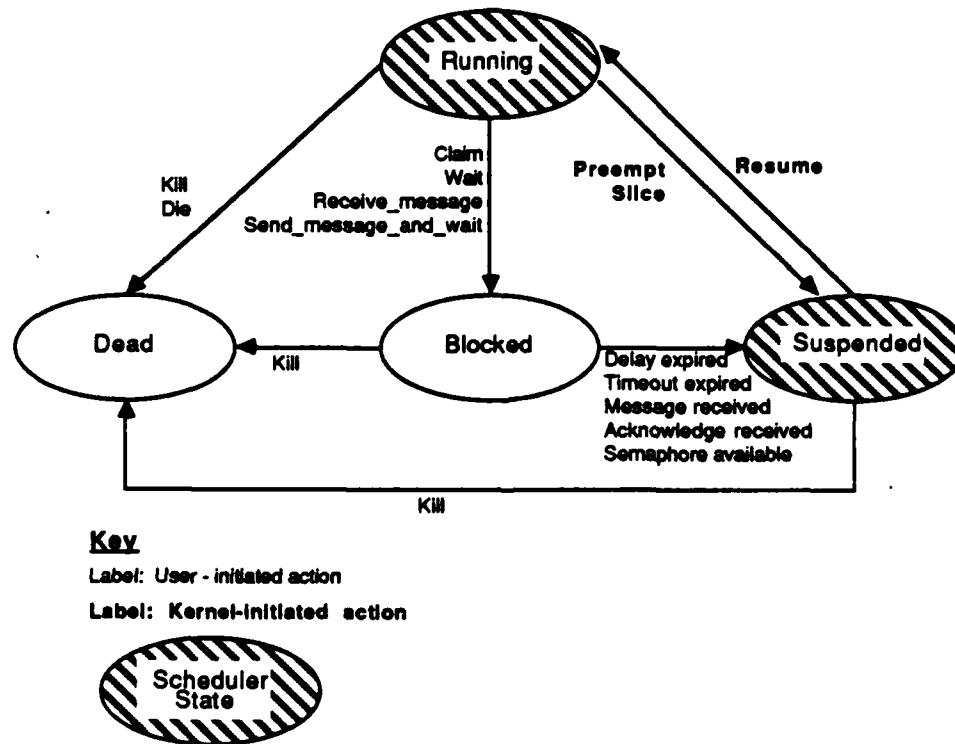 Running
Claim
Wait
Receive_message
Send_message_and_wait
Kill
Die
Preempt
Slice
Resume
Dead
Blocked
Suspended
Kill
Delay expired
Timeout expired
Message received
Acknowledge received
Semaphore available
Kill
Key
Label: User - initiated action
Label: Kernel-initiated action
Scheduler
State